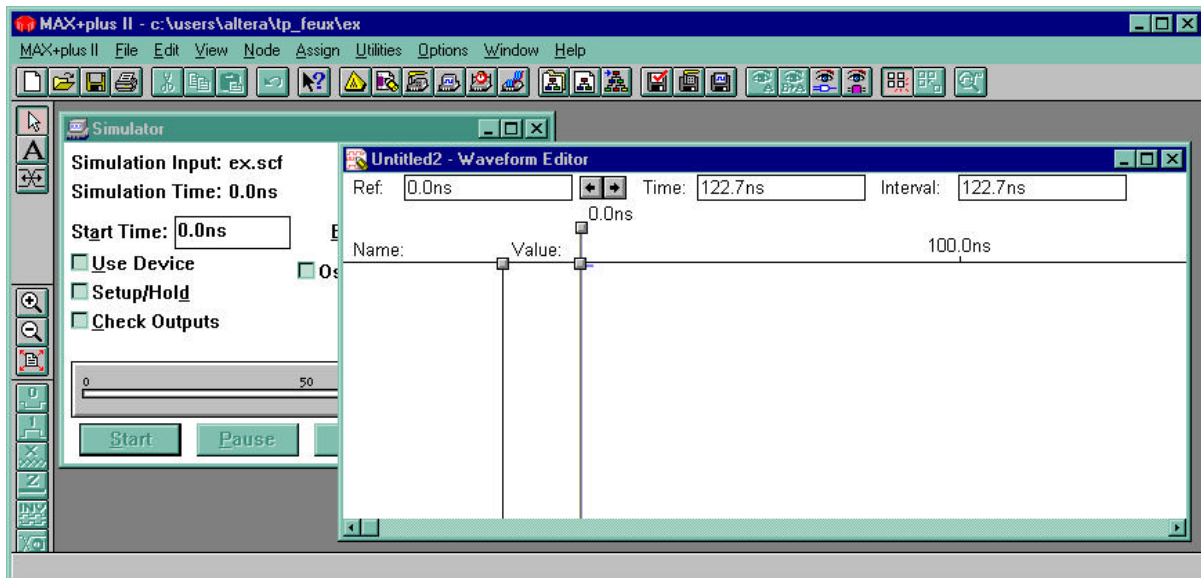 MAX+plus II - c:\users\altera\tp_feux\ex
MAX+plus II File Edit View Node Assign Utilities Options Window Help
Simulator
Simulation Input: ex.scf
Simulation Time: 0.0ns
Start Time: 0.0ns
Use Device
Setup/Hold
Check Outputs
0 50
Start Pause
Untitled2 - Waveform Editor
Ref: 0.0ns Time: 122.7ns Interval: 122.7ns
0.0ns
Name: Value: 100.0ns
A
0
1
X
Z
INV